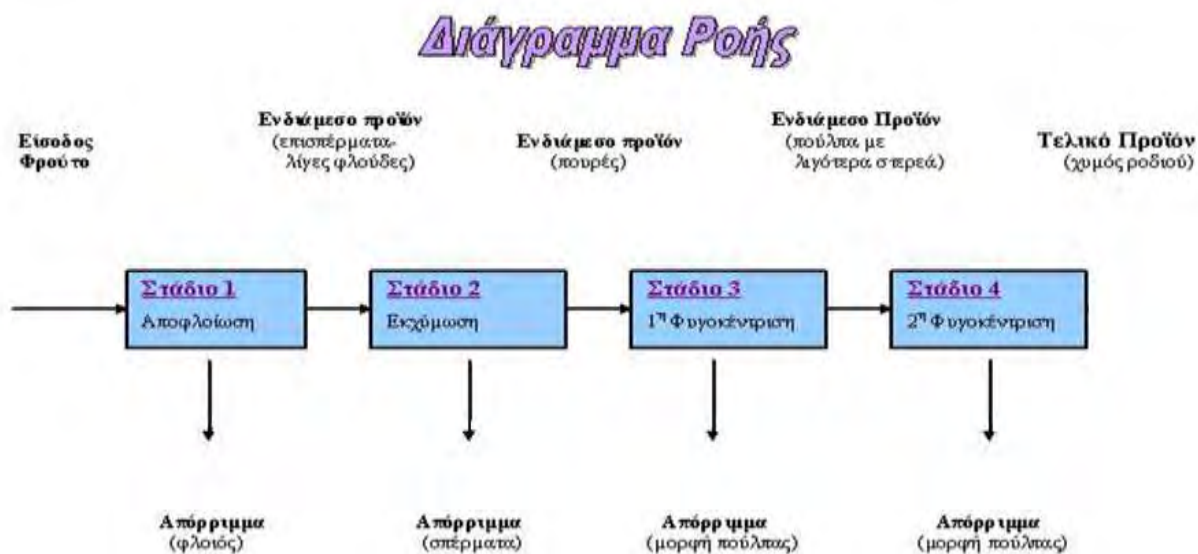 Διάγραμμα Ροής
Είσοδος
Φρούτο
Ενδιάμεσο προϊόν
(επισπέρματα-
λίγες φλούδες)
Ενδιάμεσο προϊόν
(πουρές)
Ενδιάμεσο Προϊόν
(πούλπα με
λιγότερα στερεά)
Τελικό Προϊόν
(χυμός ροδιού)
Στάδιο 1
Αποφλοίωση
Στάδιο 2
Εκχύμωση
Στάδιο 3
1η Φυγοκέντριση
Στάδιο 4
2η Φυγοκέντριση
Απόρριμμα
(φλοιός)
Απόρριμμα
(σπέρματα)
Απόρριμμα
(μορφή πούλπας)
Απόρριμμα
(μορφή πούλπας)